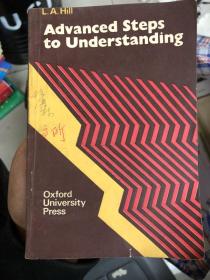 L. A. Hill
Advanced Steps
to Understanding
Oxford
University
Press